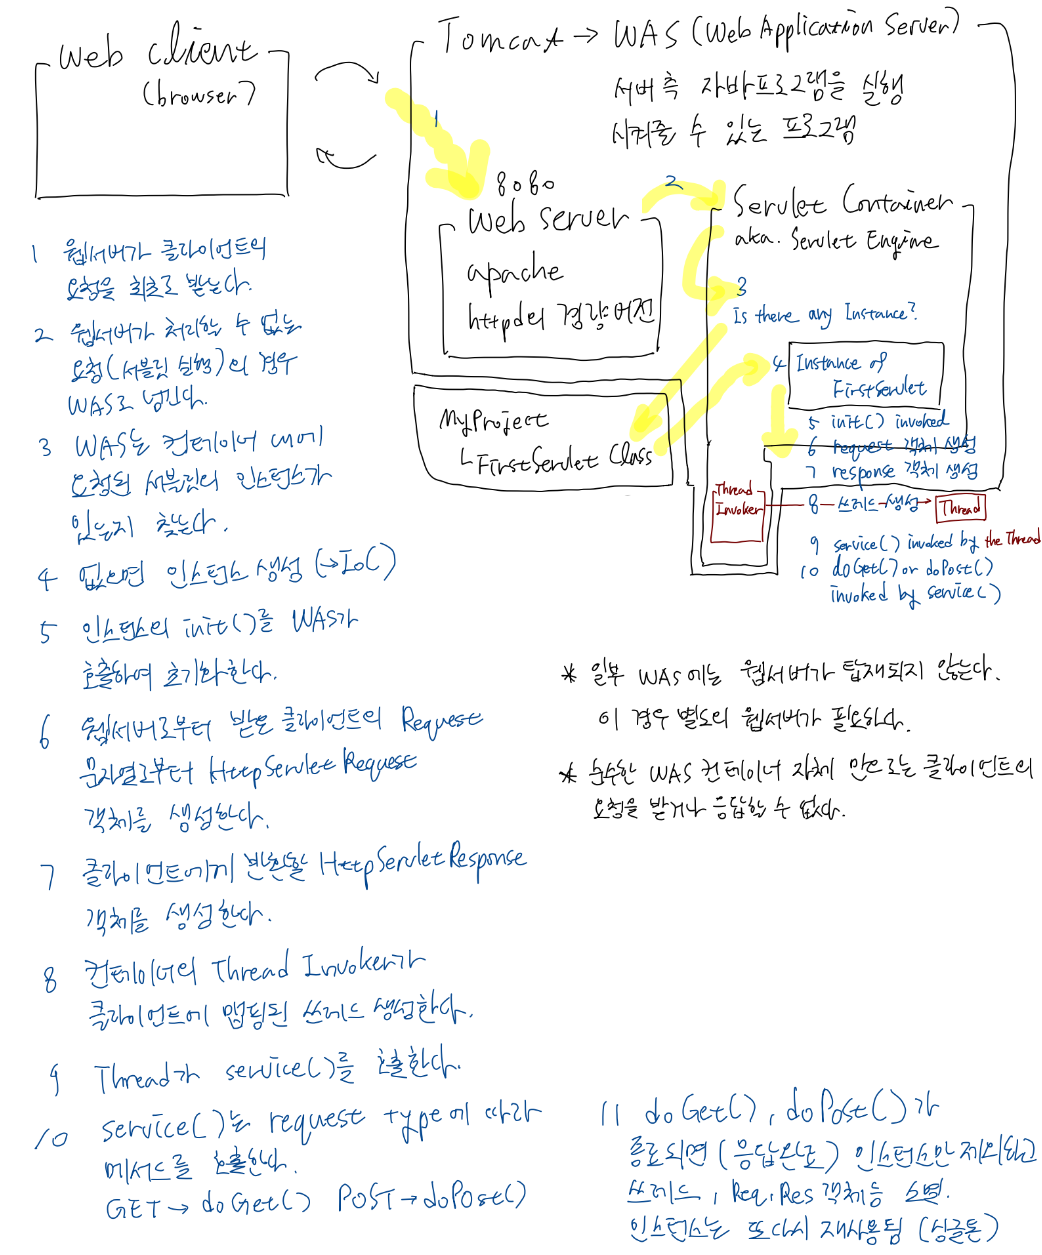 Web client
(browser)
Tomcat → WAS (Web Application Server)
서버 측 자바프로그램을 실행
시켜줄 수 있는 프로그램
1
8080
Web Server
apache
httpd의 경량버전
2
Servlet Container
aka. Servlet Engine
3
Is there any Instance?
4 Instance of
FirstServlet
MyProject
ㄴFirstServlet Class
5 init() invoked
6 request 객체 생성
7 response 객체 생성
Thread
Invoker
8 쓰레드 생성→ Thread
9 service() invoked by the Thread
10 doGet() or doPost()
invoked by service()
1 웹서버가 클라이언트의
요청을 최초로 받는다.
2 웹서버가 처리할 수 없는
요청(서블릿 실행)의 경우
WAS로 넘긴다.
3 WAS는 컨테이너 내에
요청된 서블릿의 인스턴스가
있는지 찾는다.
4 없으면 인스턴스 생성 (→IoC)
5 인스턴스의 init()를 WAS가
호출하여 초기화한다.
6 웹서버로부터 받은 클라이언트의 Request
문자열로부터 HttpServletRequest
객체를 생성한다.
7 클라이언트에게 반환할 HttpServletResponse
객체를 생성한다.
8 컨테이너의 Thread Invoker가
클라이언트에 맵핑된 쓰레드 생성한다.
9 Thread가 service()를 호출한다.
10 service()는 request type에 따라
메서드를 호출한다.
GET→doGet() POST→doPost()
* 일부 WAS에는 웹서버가 탑재되지 않는다.
이 경우 별도의 웹서버가 필요하다.
* 순수한 WAS 컨테이너 자체 만으로는 클라이언트의
요청을 받거나 응답할 수 없다.
11 doGet(), doPost()가
종료되면 (응답완료) 인스턴스만 제외하고
쓰레드, Req, Res 객체 등 소멸.
인스턴스는 또다시 재사용됨 (싱글톤)